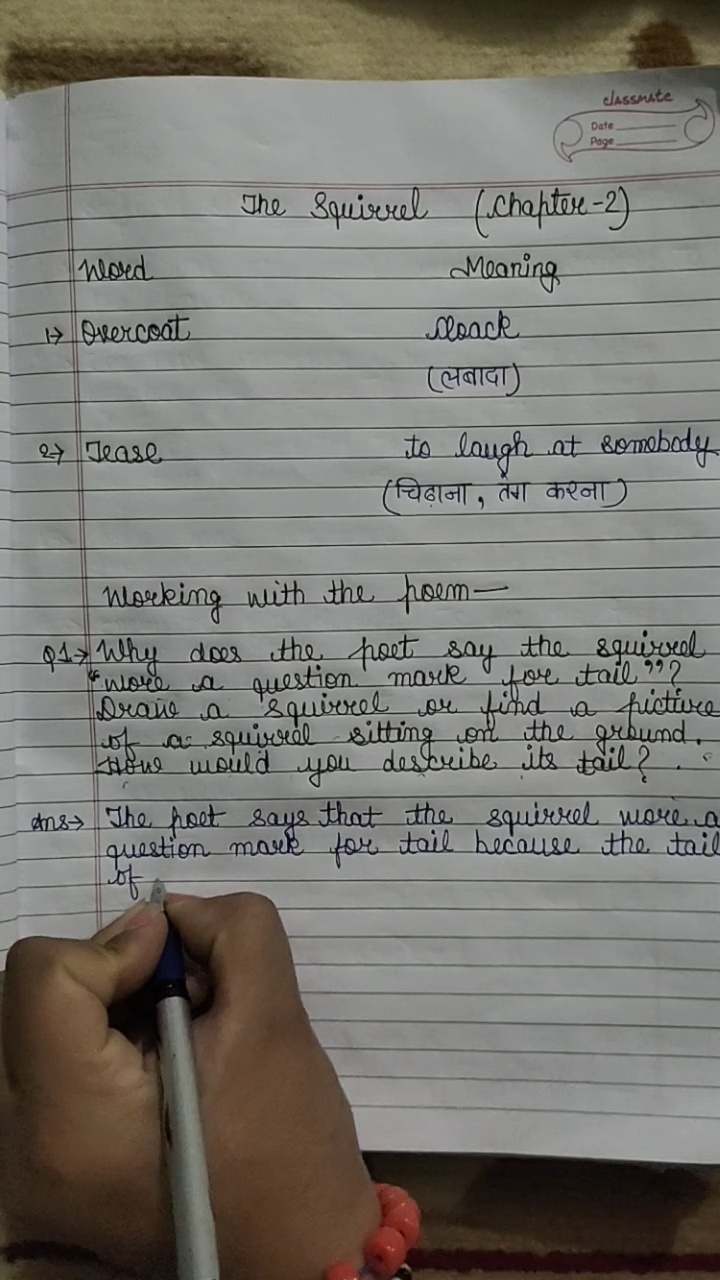 classmate
Date
Page
The Squirrel (Chapter-2)
Word Meaning
1→ Overcoat Cloack
(लबादा)
2→ Tease to laugh at somebody
(चिढ़ाना, तंग करना)
Working with the poem—
Q1→ Why does the poet say the squirrel
"wore a question mark for tail"?
Draw a squirrel or find a picture
of a squirrel sitting on the ground.
How would you describe its tail?
Ans→ The poet says that the squirrel wore a
question mark for tail because the tail
of